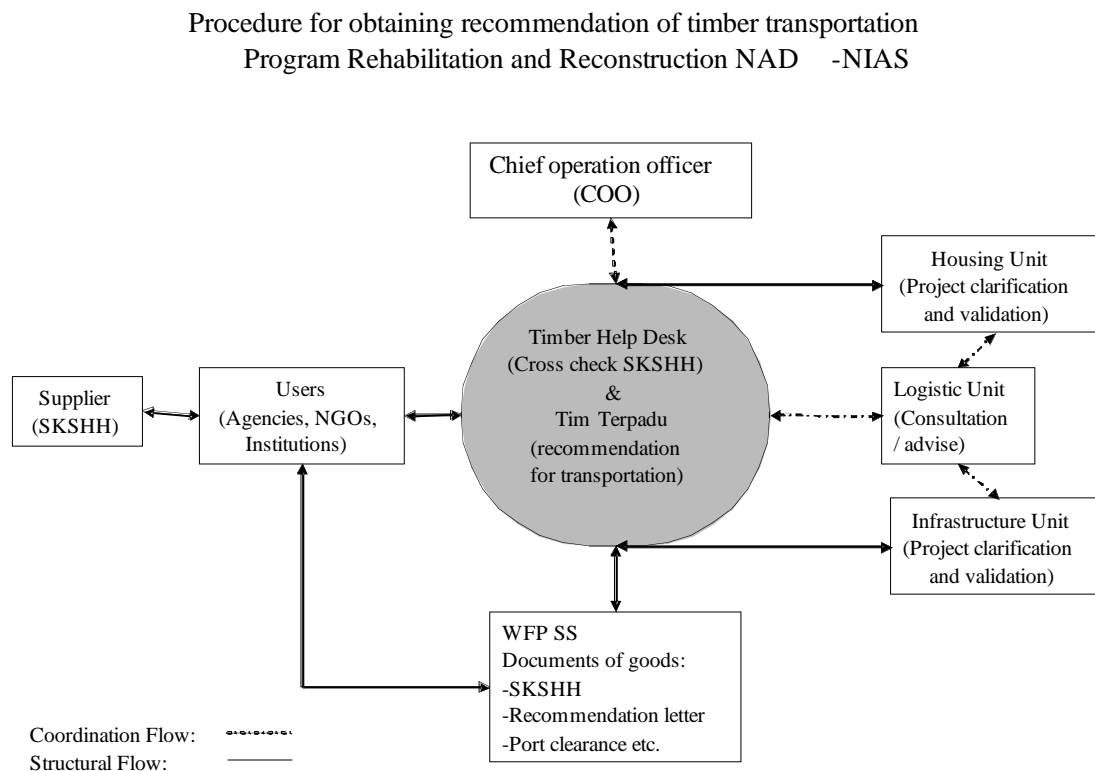 Procedure for obtaining recommendation of timber transportation
Program Rehabilitation and Reconstruction NAD -NIAS
Chief operation officer
(COO)
Housing Unit
(Project clarification
and validation)
Timber Help Desk
(Cross check SKSHH)
&
Tim Terpadu
(recommendation
for transportation)
Supplier
(SKSHH)
Users
(Agencies, NGOs,
Institutions)
Logistic Unit
(Consultation
/ advise)
Infrastructure Unit
(Project clarification
and validation)
WFP SS
Documents of goods:
-SKSHH
-Recommendation letter
-Port clearance etc.
Coordination Flow:
Structural Flow: